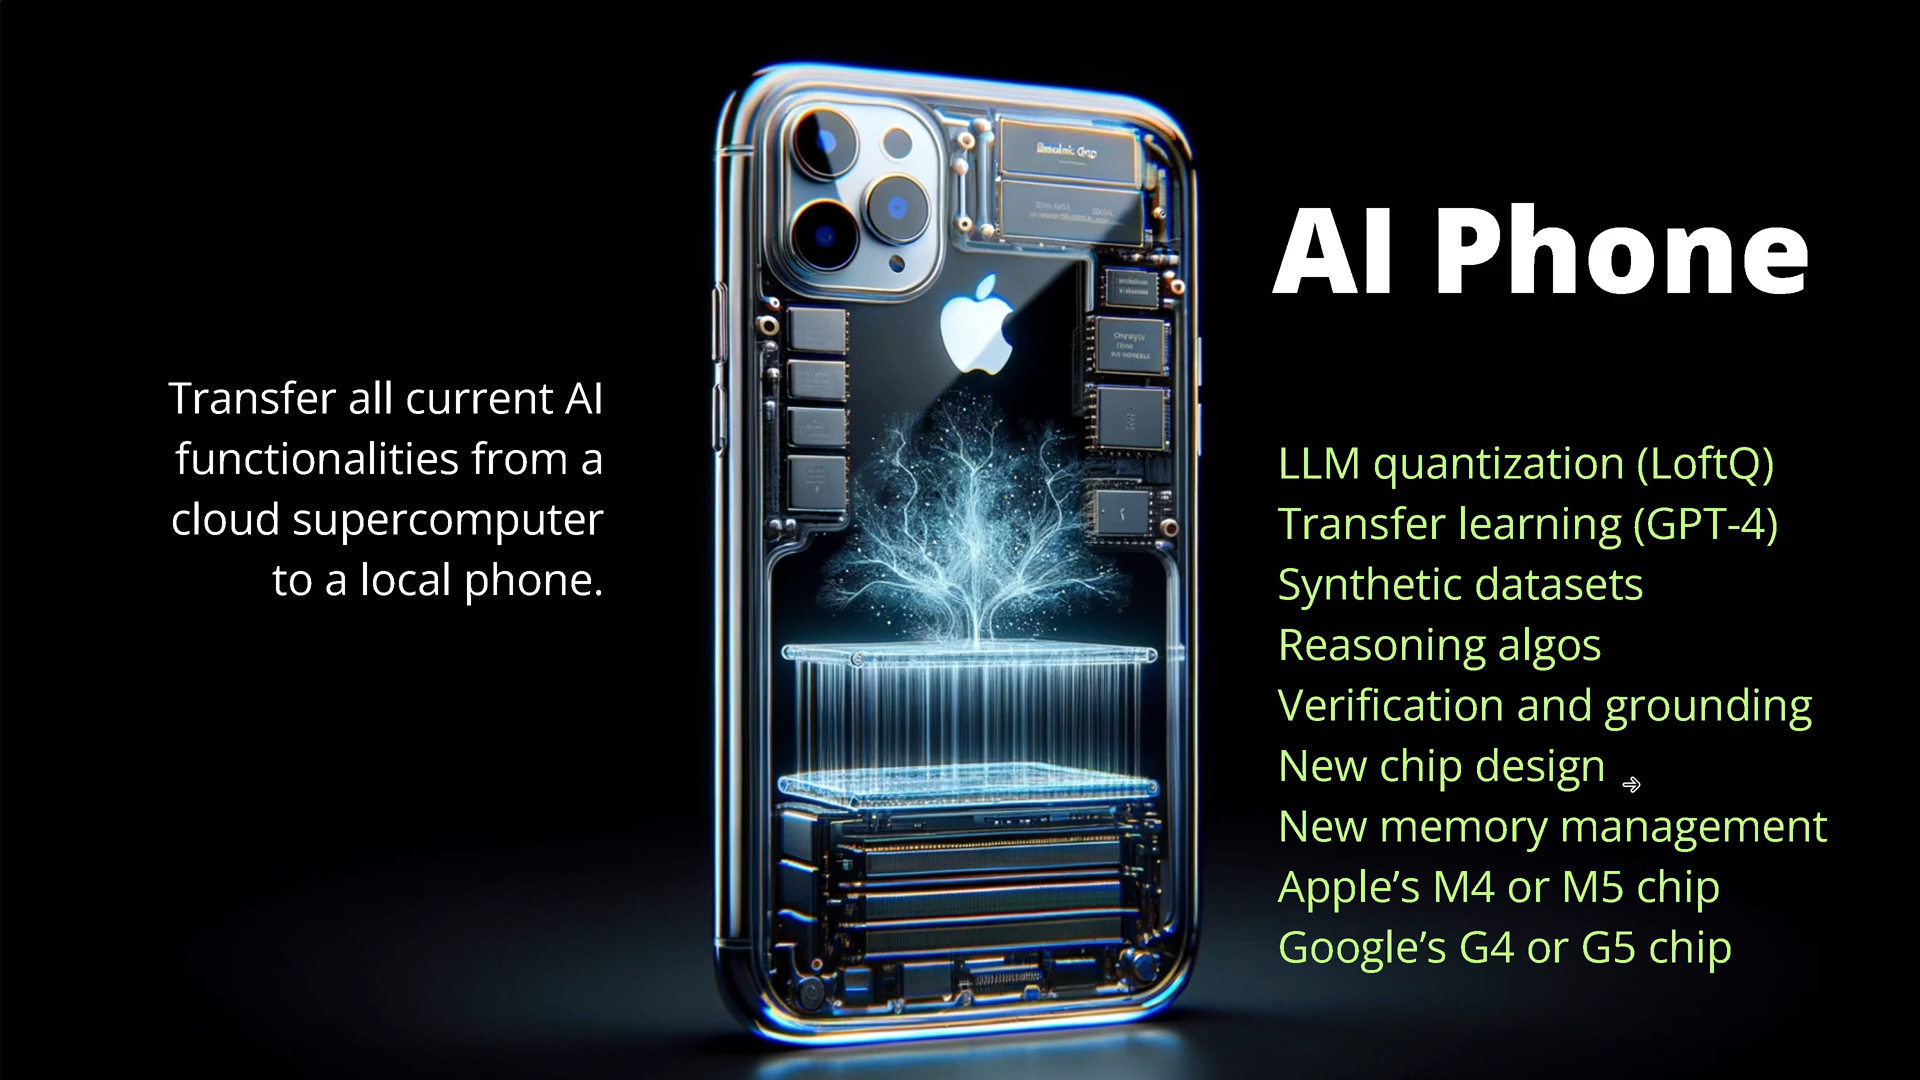 AI Phone
Transfer all current AI
functionalities from a
cloud supercomputer
to a local phone.
LLM quantization (LoftQ)
Transfer learning (GPT-4)
Synthetic datasets
Reasoning algos
Verification and grounding
New chip design
New memory management
Apple’s M4 or M5 chip
Google’s G4 or G5 chip